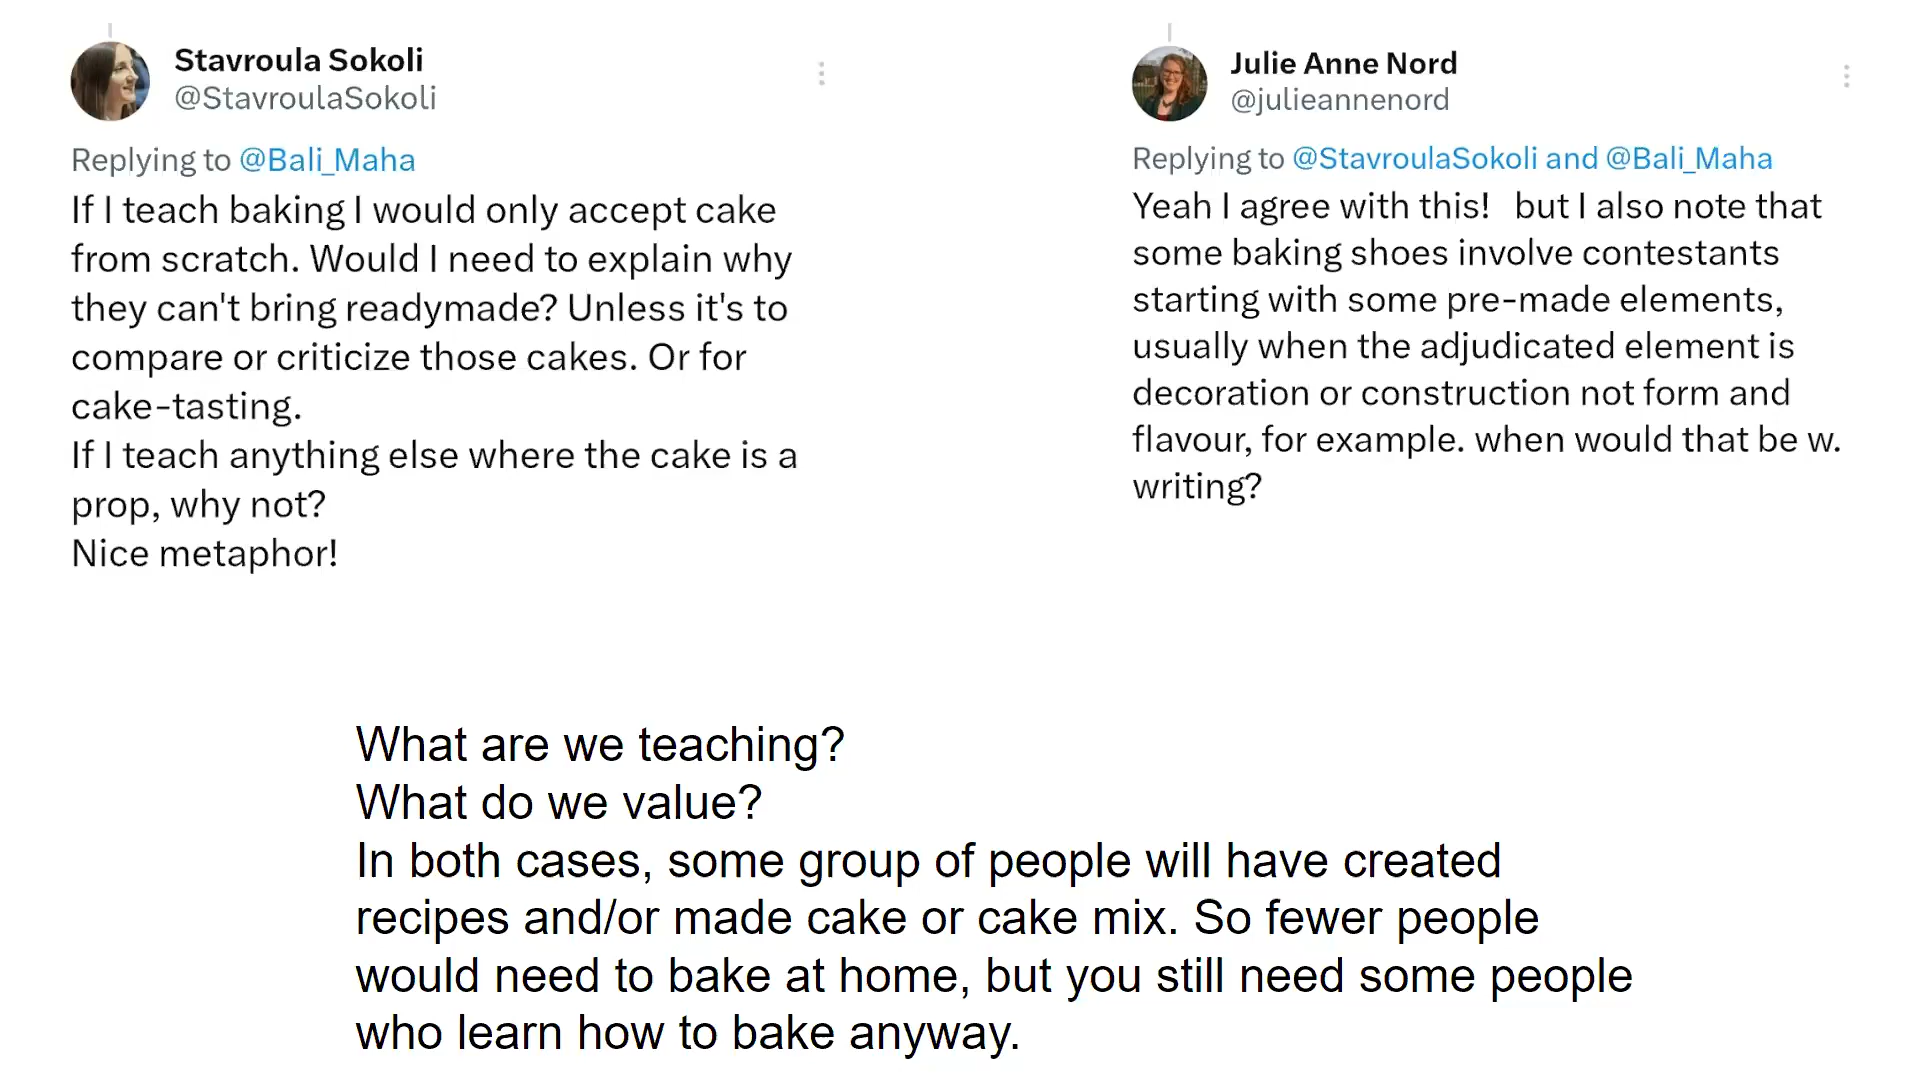 Stavroula Sokoli
@StavroulaSokoli
Replying to @Bali_Maha
If I teach baking I would only accept cake
from scratch. Would I need to explain why
they can't bring readymade? Unless it's to
compare or criticize those cakes. Or for
cake-tasting.
If I teach anything else where the cake is a
prop, why not?
Nice metaphor!
Julie Anne Nord
@julieannenord
Replying to @StavroulaSokoli and @Bali_Maha
Yeah I agree with this! but I also note that
some baking shoes involve contestants
starting with some pre-made elements,
usually when the adjudicated element is
decoration or construction not form and
flavour, for example. when would that be w.
writing?
What are we teaching?
What do we value?
In both cases, some group of people will have created
recipes and/or made cake or cake mix. So fewer people
would need to bake at home, but you still need some people
who learn how to bake anyway.